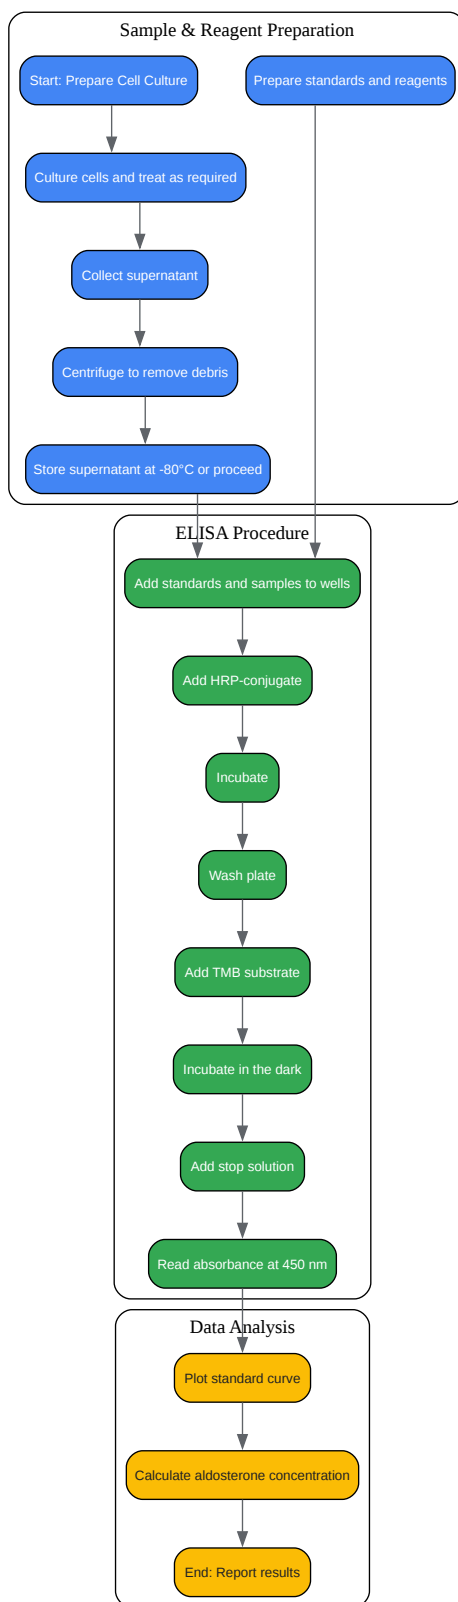 Sample & Reagent Preparation
Start: Prepare Cell Culture
Prepare standards and reagents
Culture cells and treat as required
Collect supernatant
Centrifuge to remove debris
Store supernatant at -80°C or proceed
ELISA Procedure
Add standards and samples to wells
Add HRP-conjugate
Incubate
Wash plate
Add TMB substrate
Incubate in the dark
Add stop solution
Read absorbance at 450 nm
Data Analysis
Plot standard curve
Calculate aldosterone concentration
End: Report results